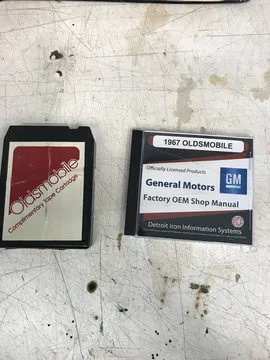 Oldsmobile
Complimentary Tape Cartridge
1967 OLDSMOBILE
Officially Licensed Products
GM
General Motors
Factory OEM Shop Manual
Detroit Iron Information Systems